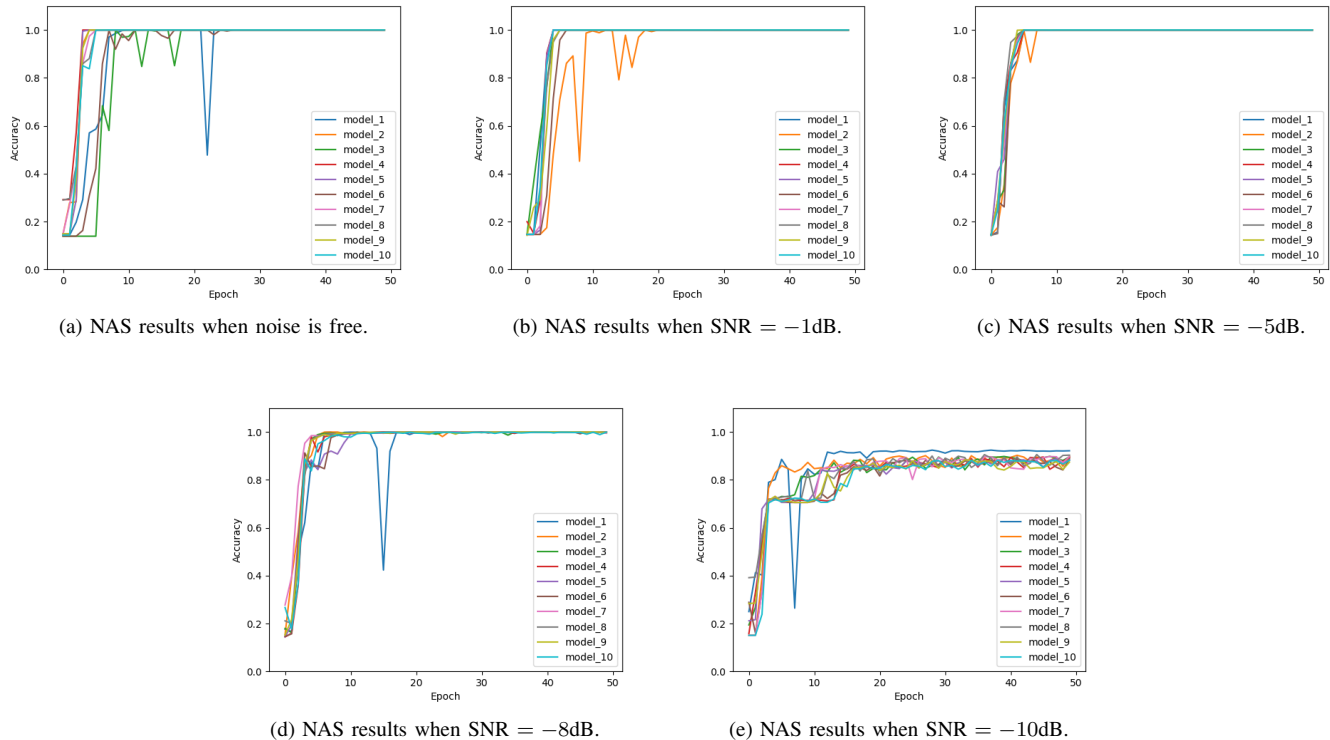 1.0
0.8
0.6
0.4
0.2
0.0
Accuracy
0 10 20 30 40 50
Epoch
model_1
model_2
model_3
model_4
model_5
model_6
model_7
model_8
model_9
model_10
(a) NAS results when noise is free.
1.0
0.8
0.6
0.4
0.2
0.0
Accuracy
0 10 20 30 40 50
Epoch
model_1
model_2
model_3
model_4
model_5
model_6
model_7
model_8
model_9
model_10
(b) NAS results when SNR = −1dB.
1.0
0.8
0.6
0.4
0.2
0.0
Accuracy
0 10 20 30 40 50
Epoch
model_1
model_2
model_3
model_4
model_5
model_6
model_7
model_8
model_9
model_10
(c) NAS results when SNR = −5dB.
1.0
0.8
0.6
0.4
0.2
0.0
Accuracy
0 10 20 30 40 50
Epoch
model_1
model_2
model_3
model_4
model_5
model_6
model_7
model_8
model_9
model_10
(d) NAS results when SNR = −8dB.
1.0
0.8
0.6
0.4
0.2
0.0
Accuracy
0 10 20 30 40 50
Epoch
model_1
model_2
model_3
model_4
model_5
model_6
model_7
model_8
model_9
model_10
(e) NAS results when SNR = −10dB.